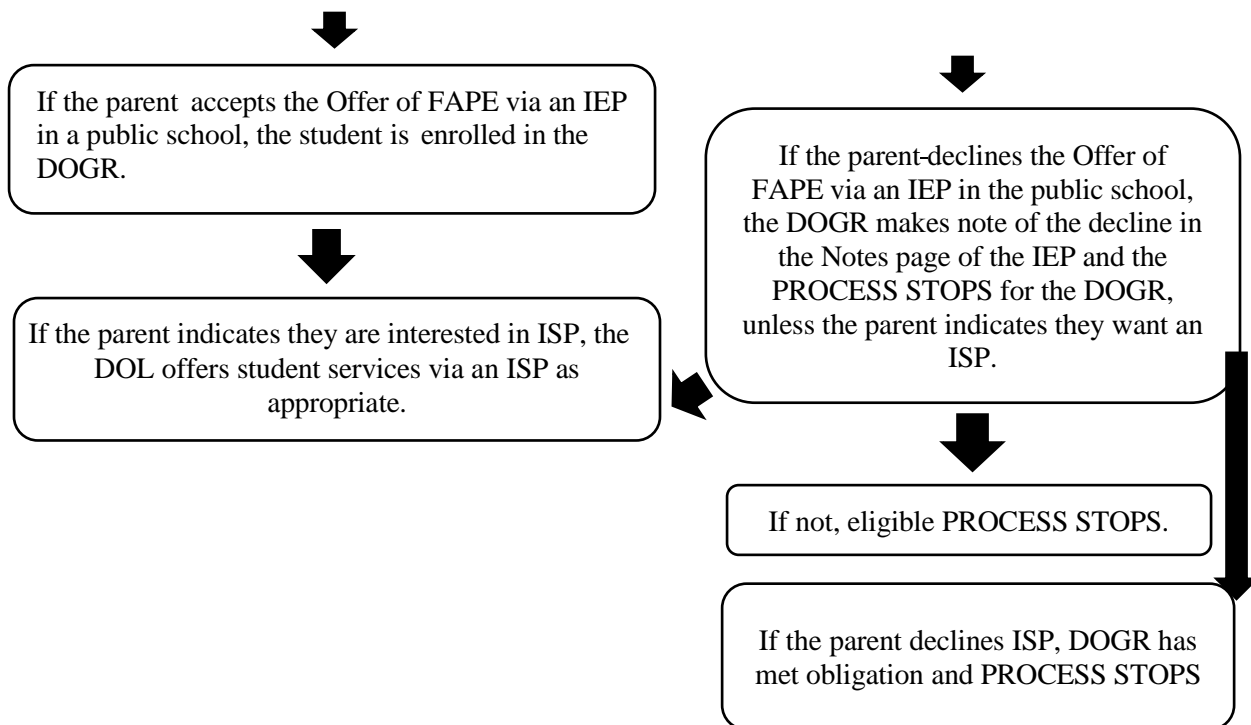 If the parent accepts the Offer of FAPE via an IEP
in a public school, the student is enrolled in the
DOGR.
If the parent indicates they are interested in ISP, the
DOL offers student services via an ISP as
appropriate.
If the parent-declines the Offer of
FAPE via an IEP in the public school,
the DOGR makes note of the decline in
the Notes page of the IEP and the
PROCESS STOPS for the DOGR,
unless the parent indicates they want an
ISP.
If not, eligible PROCESS STOPS.
If the parent declines ISP, DOGR has
met obligation and PROCESS STOPS